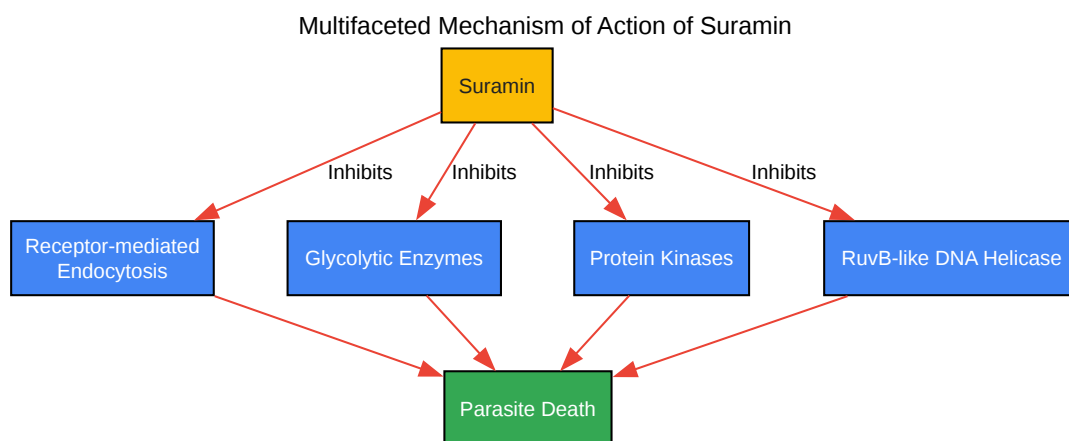 Multifaceted Mechanism of Action of Suramin
Suramin
Inhibits
Inhibits
Inhibits
Inhibits
Receptor-mediated
Endocytosis
Glycolytic Enzymes
Protein Kinases
RuvB-like DNA Helicase
Parasite Death